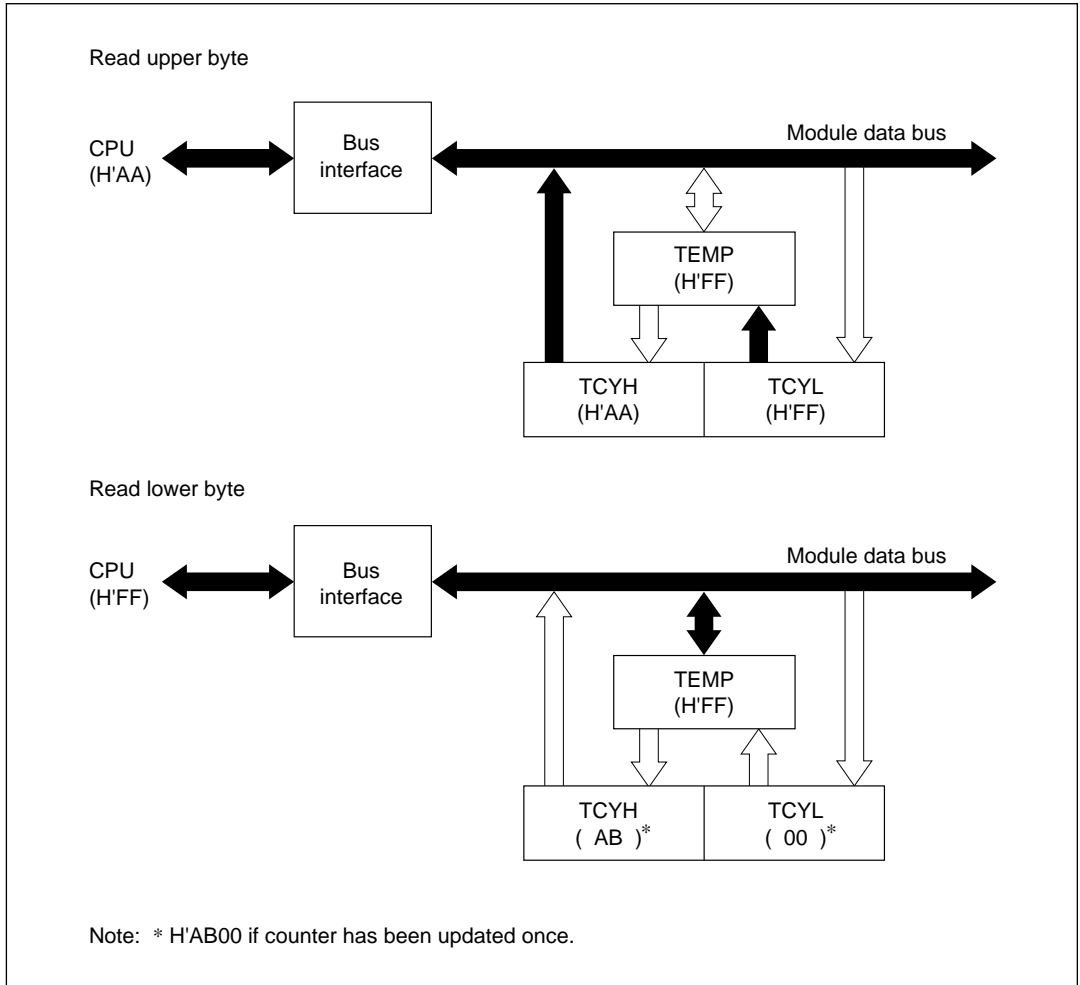 Read upper byte
CPU
(H'AA)
Bus
interface
Module data bus
TEMP
(H'FF)
TCYH
(H'AA)
TCYL
(H'FF)
Read lower byte
CPU
(H'FF)
Bus
interface
Module data bus
TEMP
(H'FF)
TCYH
( AB )*
TCYL
( 00 )*
Note: * H'AB00 if counter has been updated once.